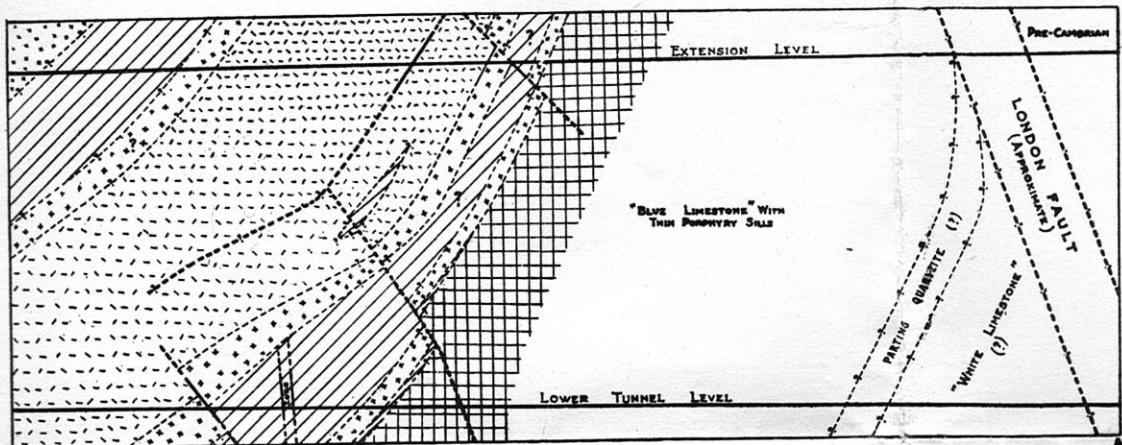 EXTENSION LEVEL
PRE-CAMBRIAN
LONDON FAULT
(APPROXIMATE)
"BLUE LIMESTONE" WITH
THIN PORPHYRY SILLS
PARTING QUARTZITE (?)
"WHITE LIMESTONE"
(?)
LOWER TUNNEL LEVEL
?
?